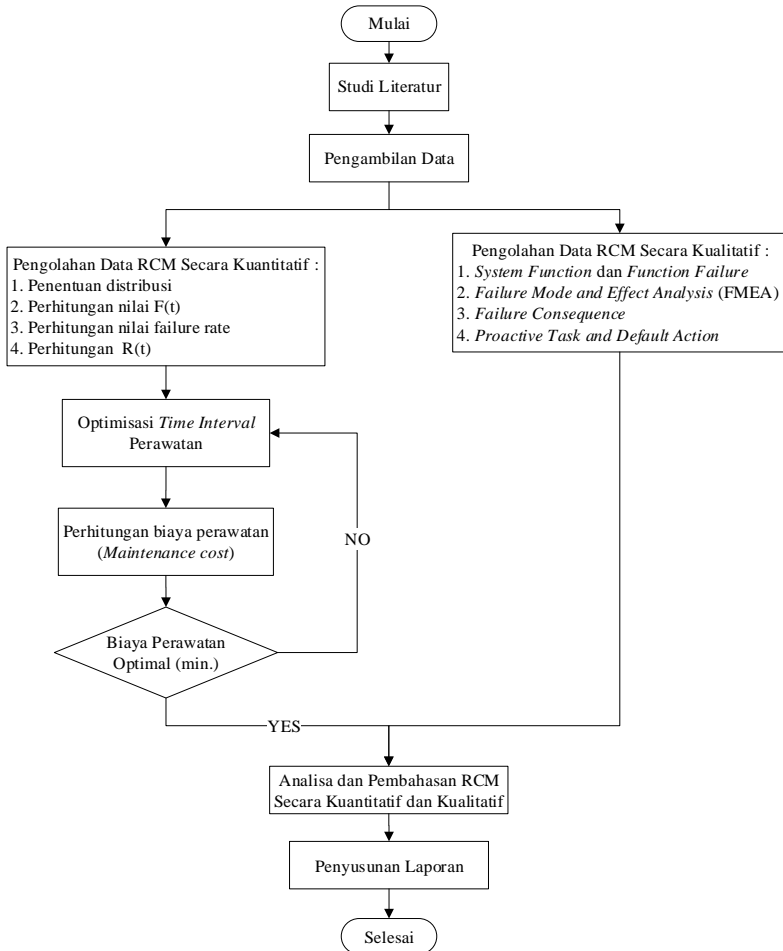 Mulai
Studi Literatur
Pengambilan Data
Pengolahan Data RCM Secara Kuantitatif :
1. Penentuan distribusi
2. Perhitungan nilai F(t)
3. Perhitungan nilai failure rate
4. Perhitungan R(t)
Pengolahan Data RCM Secara Kualitatif :
1. System Function dan Function Failure
2. Failure Mode and Effect Analysis (FMEA)
3. Failure Consequence
4. Proactive Task and Default Action
Optimisasi Time Interval
Perawatan
Perhitungan biaya perawatan
(Maintenance cost)
NO
Biaya Perawatan
Optimal (min.)
YES
Analisa dan Pembahasan RCM
Secara Kuantitatif dan Kualitatif
Penyusunan Laporan
Selesai